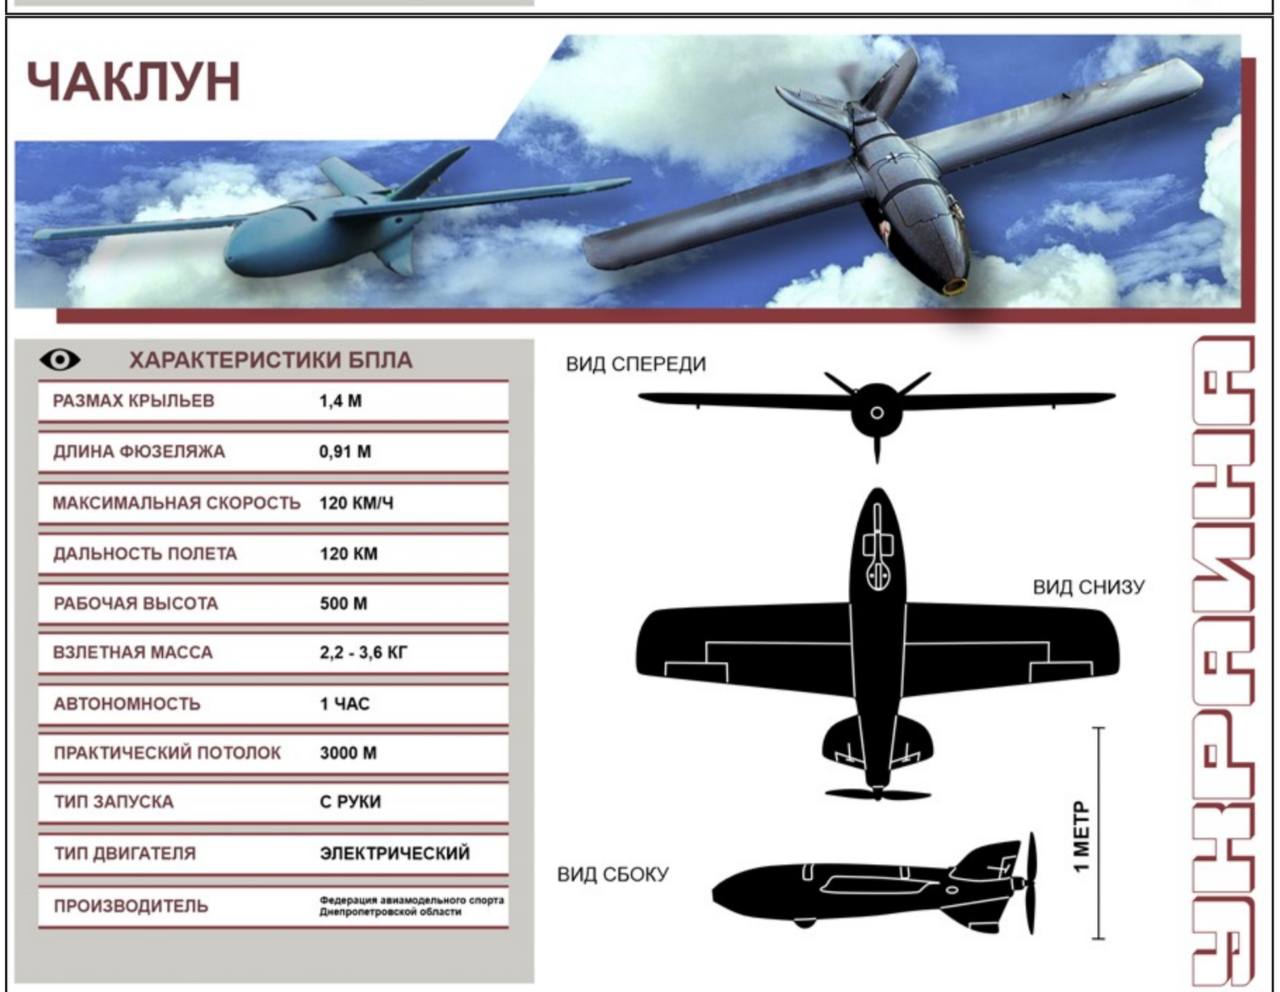 ЧАКЛУН
ХАРАКТЕРИСТИКИ БПЛА
РАЗМАХ КРЫЛЬЕВ 1,4 М
ДЛИНА ФЮЗЕЛЯЖА 0,91 М
МАКСИМАЛЬНАЯ СКОРОСТЬ 120 КМ/Ч
ДАЛЬНОСТЬ ПОЛЕТА 120 КМ
РАБОЧАЯ ВЫСОТА 500 М
ВЗЛЕТНАЯ МАССА 2,2 - 3,6 КГ
АВТОНОМНОСТЬ 1 ЧАС
ПРАКТИЧЕСКИЙ ПОТОЛОК 3000 М
ТИП ЗАПУСКА С РУКИ
ТИП ДВИГАТЕЛЯ ЭЛЕКТРИЧЕСКИЙ
ПРОИЗВОДИТЕЛЬ Федерация авиамодельного спорта
Днепропетровской области
ВИД СПЕРЕДИ
ВИД СНИЗУ
ВИД СБОКУ
1 МЕТР
УКРАИНА